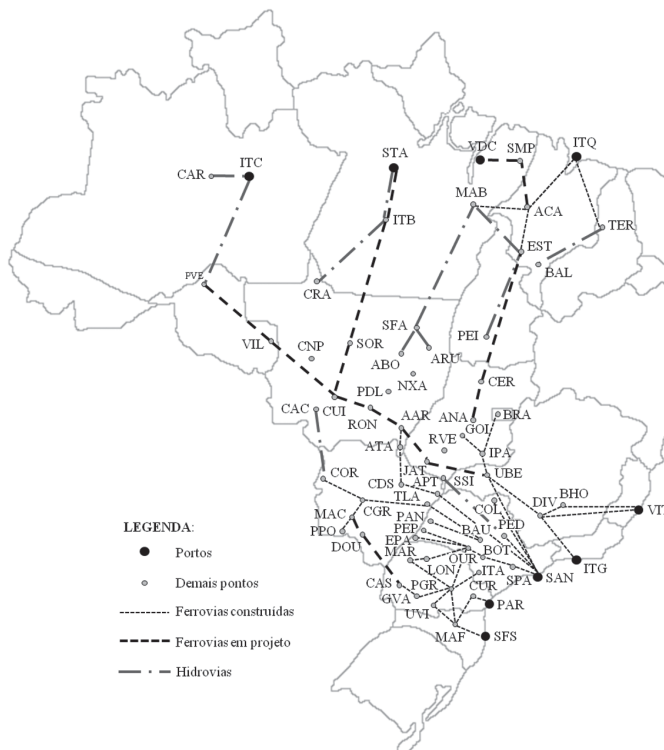 ITQ
VDC
SMP
STA
ITC
CAR
MAB
ACA
ITB
TER
EST
BAL
PVE
CRA
SFA
PEI
VIL
CNP
SOR
ABO
ARU
NXA
CER
PDL
CAC
CUI
RON
ANA
BRA
AAR
GOI
RVE
ATA
IPA
JAT
UBE
COR
SSI
CDS
APT
BHO
COL
DIV
TLA
CGR
VIT
PAN
PED
MAC
BAU
PEP
PPO
EPA
DOU
OUR
BOT
MAR
ITG
LON
ITA
SPA
SAN
CAS
PGR
CUR
GVA
PAR
UVI
MAF
SFS
LEGENDA:
Portos
Demais pontos
Ferrovias construídas
Ferrovias em projeto
Hidrovias